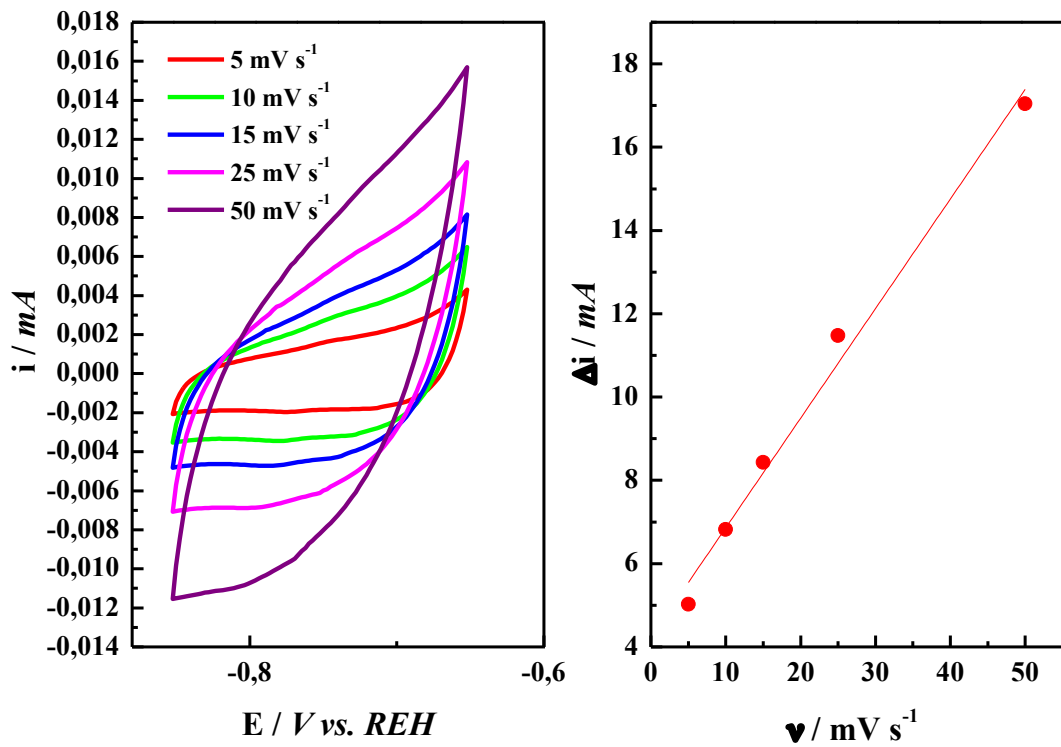 0,018
0,016
0,014
0,012
0,010
0,008
0,006
0,004
0,002
0,000
-0,002
-0,004
-0,006
-0,008
-0,010
-0,012
-0,014
i / mA
5 mV s⁻¹
10 mV s⁻¹
15 mV s⁻¹
25 mV s⁻¹
50 mV s⁻¹
-0,8 -0,6
E / V vs. REH
18
16
14
12
10
8
6
4
Δi / mA
0 10 20 30 40 50
ν / mV s⁻¹